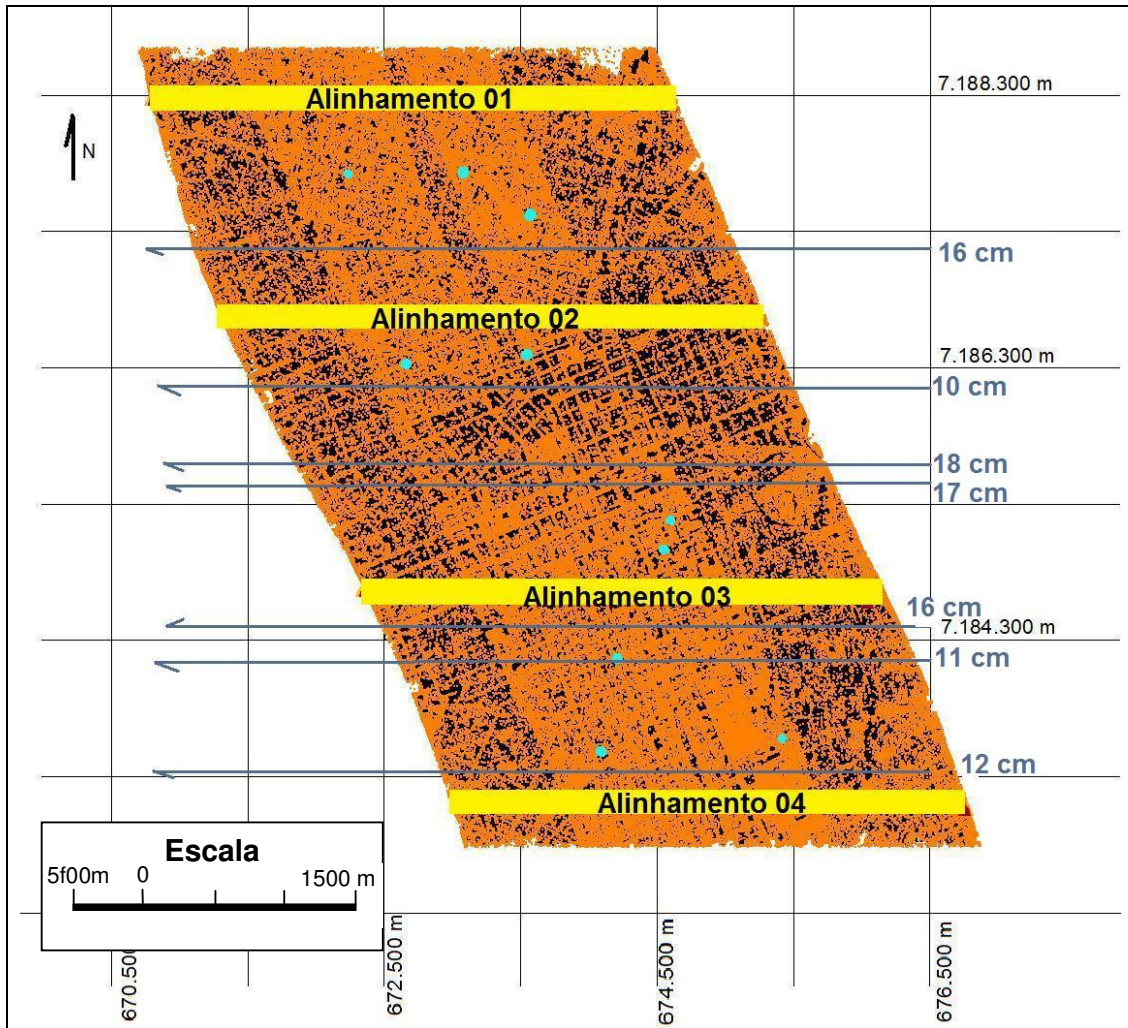 7.188.300 m
Alinhamento 01
N
16 cm
Alinhamento 02
7.186.300 m
10 cm
18 cm
17 cm
Alinhamento 03
16 cm
7.184.300 m
11 cm
12 cm
Alinhamento 04
Escala
5f00m 0 1500 m
670.500
672.500 m
674.500 m
676.500 m